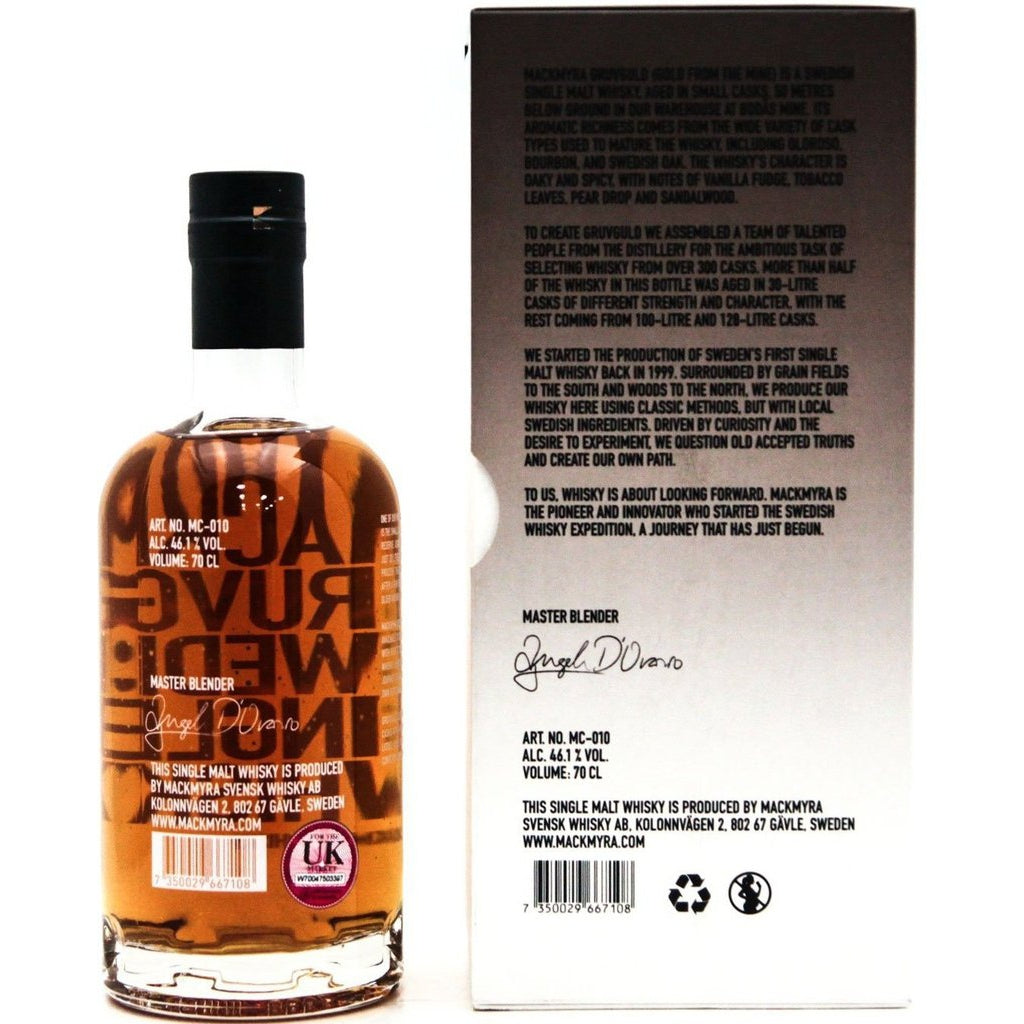 MACKMYRA GRUVGULD (GOLD FROM THE MINE) IS A SWEDISH
SINGLE MALT WHISKY, AGED IN SMALL CASKS, 50 METRES
BELOW GROUND IN OUR WAREHOUSE AT BODÅS MINE. ITS
AROMATIC RICHNESS COMES FROM THE WIDE VARIETY OF CASK
TYPES USED TO MATURE THE WHISKY, INCLUDING OLOROSO,
BOURBON, AND SWEDISH OAK. THE WHISKY'S CHARACTER IS
OAKY AND SPICY, WITH NOTES OF VANILLA FUDGE, TOBACCO
LEAVES, PEAR DROP AND SANDALWOOD.
TO CREATE GRUVGULD WE ASSEMBLED A TEAM OF TALENTED
PEOPLE FROM THE DISTILLERY FOR THE AMBITIOUS TASK OF
SELECTING WHISKY FROM OVER 300 CASKS. MORE THAN HALF
OF THE WHISKY IN THIS BOTTLE WAS AGED IN 30-LITRE
CASKS OF DIFFERENT STRENGTH AND CHARACTER, WITH THE
REST COMING FROM 100-LITRE AND 128-LITRE CASKS.
WE STARTED THE PRODUCTION OF SWEDEN'S FIRST SINGLE
MALT WHISKY BACK IN 1999. SURROUNDED BY GRAIN FIELDS
TO THE SOUTH AND WOODS TO THE NORTH, WE PRODUCE OUR
WHISKY HERE USING CLASSIC METHODS, BUT WITH LOCAL
SWEDISH INGREDIENTS. DRIVEN BY CURIOSITY AND THE
DESIRE TO EXPERIMENT, WE QUESTION OLD ACCEPTED TRUTHS
AND CREATE OUR OWN PATH.
TO US, WHISKY IS ABOUT LOOKING FORWARD. MACKMYRA IS
THE PIONEER AND INNOVATOR WHO STARTED THE SWEDISH
WHISKY EXPEDITION, A JOURNEY THAT HAS JUST BEGUN.
MASTER BLENDER
Angela D'Orazio
ART. NO. MC-010
ALC. 46.1 % VOL.
VOLUME: 70 CL
THIS SINGLE MALT WHISKY IS PRODUCED BY MACKMYRA
SVENSK WHISKY AB, KOLONNVÄGEN 2, 802 67 GÄVLE, SWEDEN
WWW.MACKMYRA.COM
7 350029 667108
ART. NO. MC-010
ALC. 46.1 % VOL.
VOLUME: 70 CL
MASTER BLENDER
Angela D'Orazio
THIS SINGLE MALT WHISKY IS PRODUCED
BY MACKMYRA SVENSK WHISKY AB
KOLONNVÄGEN 2, 802 67 GÄVLE, SWEDEN
WWW.MACKMYRA.COM
7 350029 667108
FOR THE
UK
MARKET